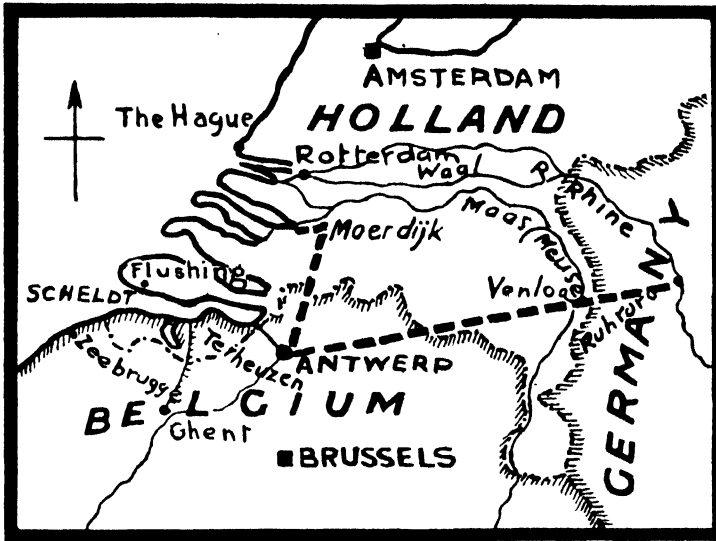 AMSTERDAM
The Hague
HOLLAND
Rotterdam
Waal
R Rhine
Maas/Meuse
Moerdijk
Flushing
SCHELDT
Venloo
Ruhrurg
GERMANY
Zeebrugge
Terheuzen
ANTWERP
BELGIUM
Ghent
BRUSSELS